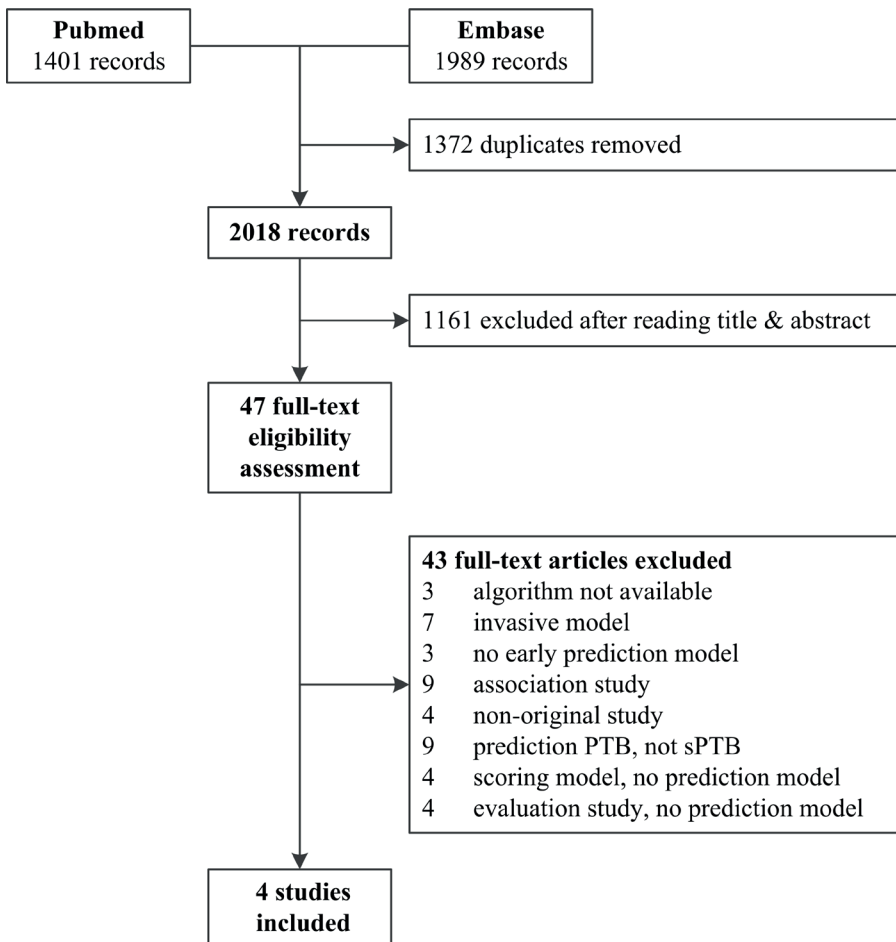 Pubmed
1401 records
Embase
1989 records
1372 duplicates removed
2018 records
1161 excluded after reading title & abstract
47 full-text
eligibility
assessment
43 full-text articles excluded
3 algorithm not available
7 invasive model
3 no early prediction model
9 association study
4 non-original study
9 prediction PTB, not sPTB
4 scoring model, no prediction model
4 evaluation study, no prediction model
4 studies
included